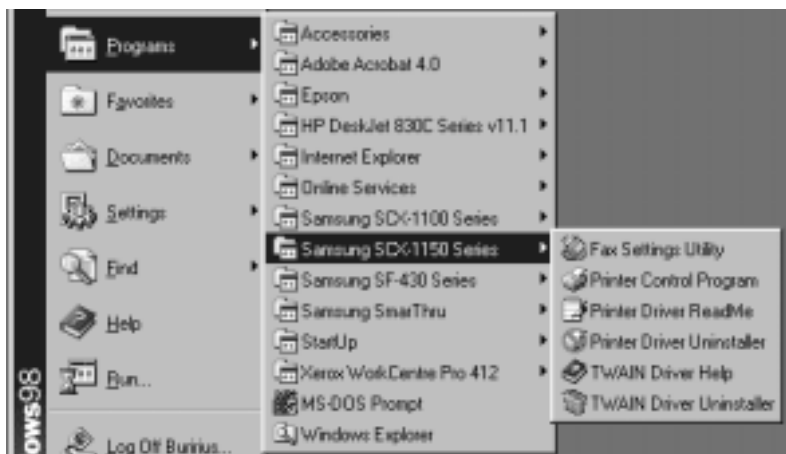 Programs
Favorites
Documents
Settings
Find
Help
Run...
Log Off
ows98
Accessories
Adobe Acrobat 4.0
Epson
HP DeskJet 830C Series v11.1
Internet Explorer
Online Services
Samsung SCX-1100 Series
Samsung SCX-1150 Series
Samsung SF-430 Series
Samsung SmarThru
StartUp
Xerox WorkCentre Pro 412
MS-DOS Prompt
Windows Explorer
Fax Settings Utility
Printer Control Program
Printer Driver ReadMe
Printer Driver Uninstaller
TWAIN Driver Help
TWAIN Driver Uninstaller